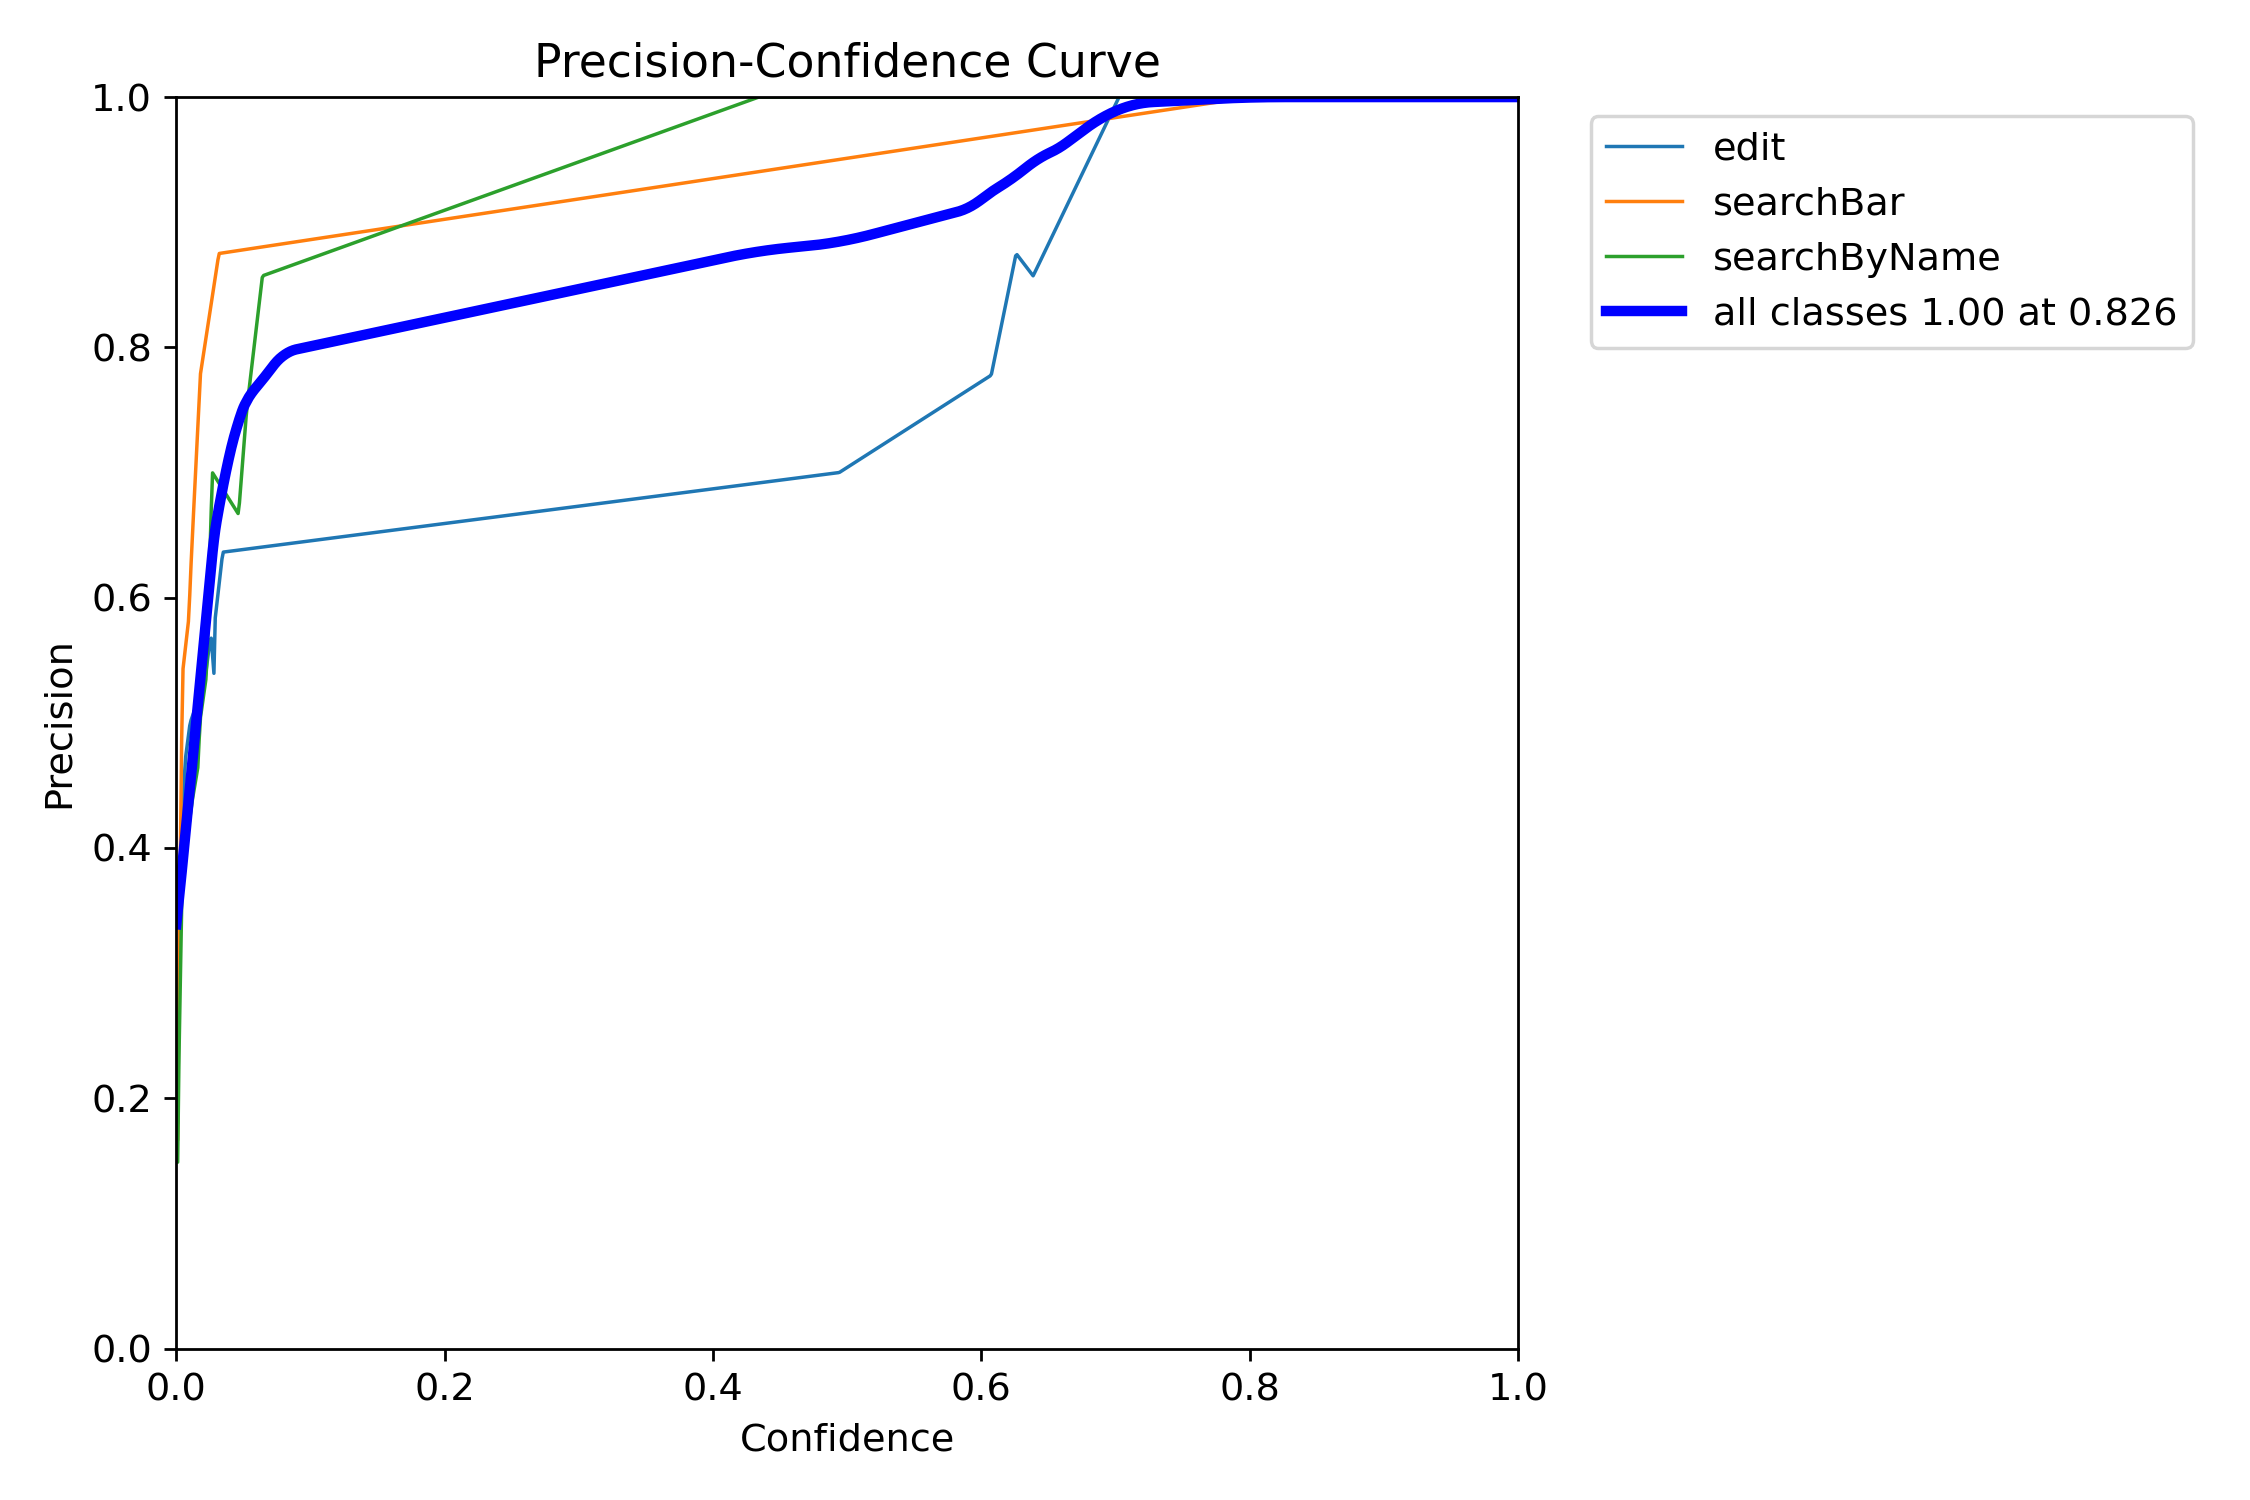 Precision-Confidence Curve
1.0
0.8
0.6
0.4
0.2
0.0
Precision
0.0 0.2 0.4 0.6 0.8 1.0
Confidence
edit
searchBar
searchByName
all classes 1.00 at 0.826